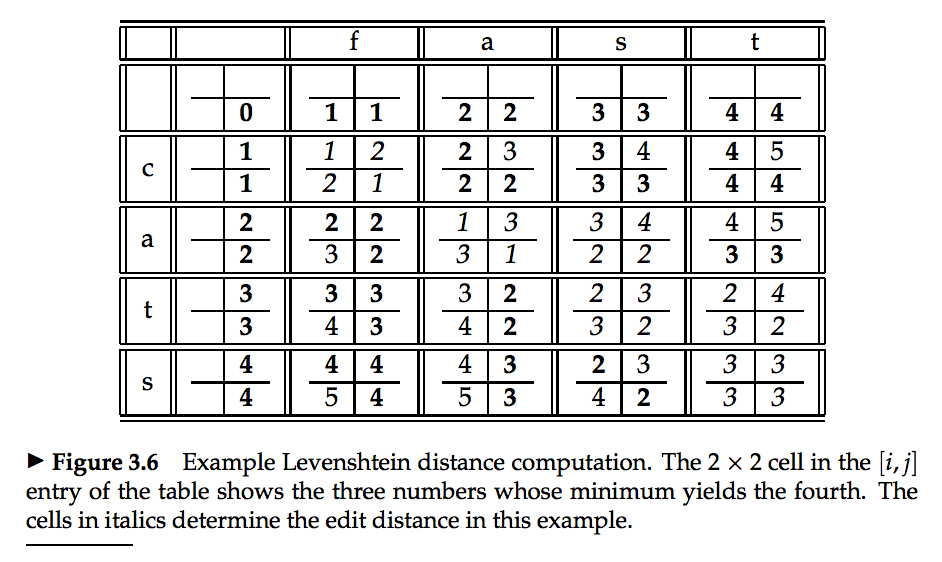 f a s t
0 1 1 2 2 3 3 4 4
c 1 1 2 2 3 3 4 4 5
1 2 1 2 2 3 3 4 4
a 2 2 2 1 3 3 4 4 5
2 3 2 3 1 2 2 3 3
t 3 3 3 3 2 2 3 2 4
3 4 3 4 2 3 2 3 2
s 4 4 4 4 3 2 3 3 3
4 5 4 5 3 4 2 3 3
► Figure 3.6 Example Levenshtein distance computation. The 2 × 2 cell in the [i, j]
entry of the table shows the three numbers whose minimum yields the fourth. The
cells in italics determine the edit distance in this example.